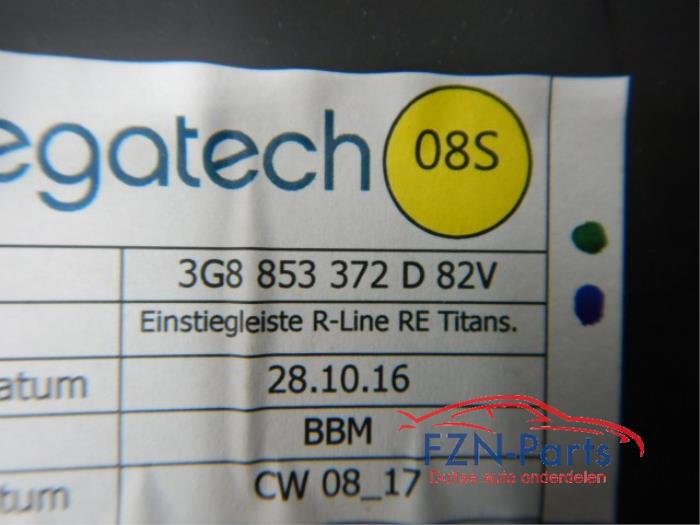 egatech
08S
3G8 853 372 D 82V
Einstiegleiste R-Line RE Titans.
atum 28.10.16
BBM
tum CW 08_17
FZN-Parts
Duitse auto onderdelen